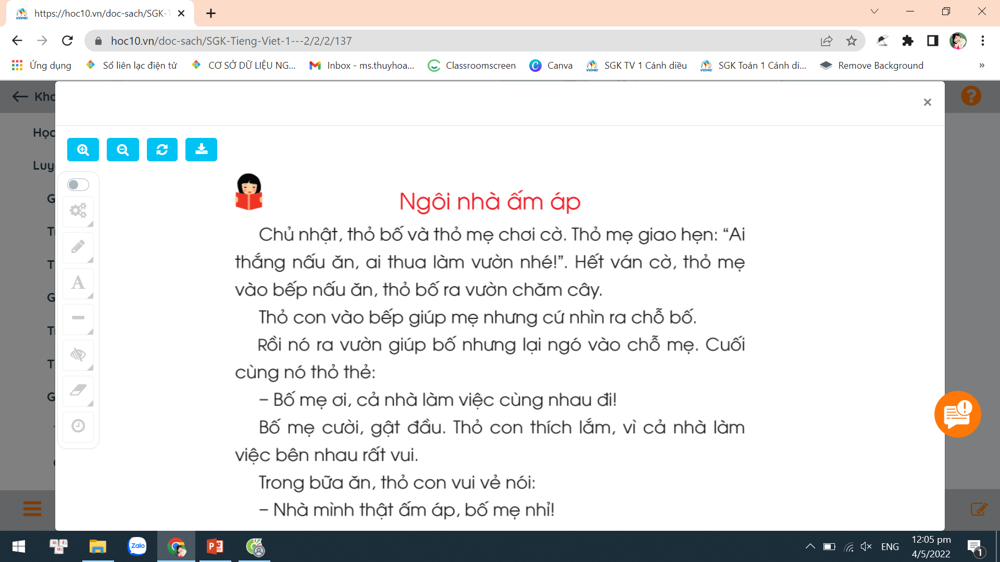 https://hoc10.vn/doc-sach/SGK-
hoc10.vn/doc-sach/SGK-Tieng-Viet-1---2/2/2/137
Ứng dụng Sổ liên lạc điện tử CƠ SỞ DỮ LIỆU NG... Inbox - ms.thuyhoa... Classroomscreen Canva SGK TV 1 Cánh diều SGK Toán 1 Cánh di... Remove Background »
Ngôi nhà ấm áp
Chủ nhật, thỏ bố và thỏ mẹ chơi cờ. Thỏ mẹ giao hẹn: “Ai
thắng nấu ăn, ai thua làm vườn nhé!”. Hết ván cờ, thỏ mẹ
vào bếp nấu ăn, thỏ bố ra vườn chăm cây.
Thỏ con vào bếp giúp mẹ nhưng cứ nhìn ra chỗ bố.
Rồi nó ra vườn giúp bố nhưng lại ngó vào chỗ mẹ. Cuối
cùng nó thỏ thẻ:
– Bố mẹ ơi, cả nhà làm việc cùng nhau đi!
Bố mẹ cười, gật đầu. Thỏ con thích lắm, vì cả nhà làm
việc bên nhau rất vui.
Trong bữa ăn, thỏ con vui vẻ nói:
– Nhà mình thật ấm áp, bố mẹ nhỉ!
Zalo
ENG
12:05 pm
4/5/2022
1